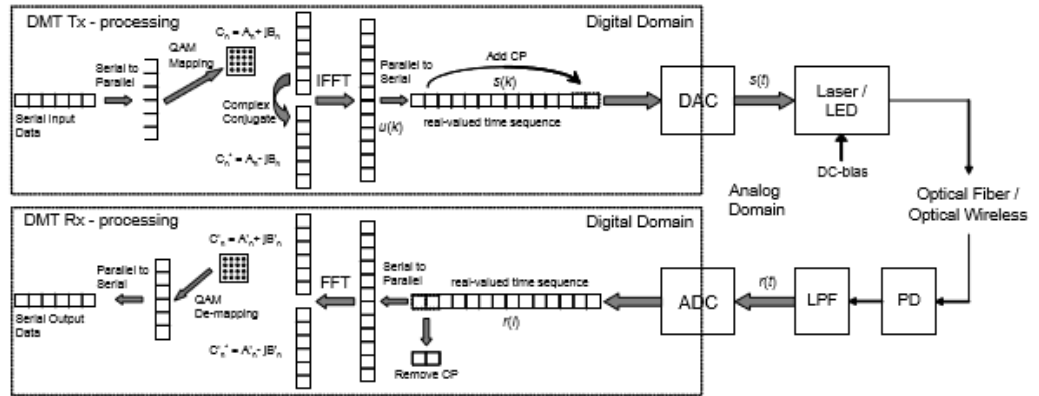 DMT Tx - processing
Digital Domain
Cₙ = Aₙ+ jBₙ
QAM
Mapping
Serial to
Parallel
Serial Input
Data
Complex
Conjugate
Cₙ* = Aₙ- jBₙ
IFFT
Parallel to
Serial
u(k)
Add CP
s(k)
real-valued time sequence
DAC
s(t)
Laser /
LED
DC-bias
Analog
Domain
Optical Fiber /
Optical Wireless
DMT Rx - processing
Digital Domain
C'ₙ = A'ₙ+ jB'ₙ
Parallel to
Serial
QAM
De-mapping
Serial Output
Data
C'ₙ* = A'ₙ- jB'ₙ
FFT
Serial to
Parallel
real-valued time sequence
r(l)
Remove CP
ADC
r(t)
LPF
PD